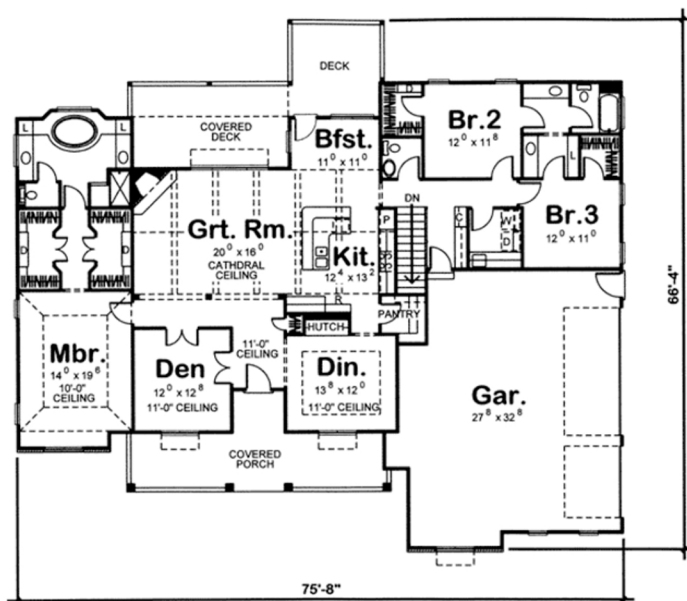 DECK
COVERED
DECK
Bfst.
11⁰ x 11⁰
Br.2
12⁰ x 11⁸
L
L
L
Grt. Rm.
20⁰ x 16⁰
CATHDRAL
CEILING
Kit.
12⁴ x 13²
P
DN
C
W
D
Br.3
12⁰ x 11⁰
D
D
R
PANTRY
HUTCH
Mbr.
14⁰ x 19⁶
10'-0"
CEILING
Den
12⁰ x 12⁸
11'-0" CEILING
11'-0"
CEILING
Din.
13⁸ x 12⁰
11'-0" CEILING
Gar.
27⁸ x 32⁸
COVERED
PORCH
66'-4"
75'-8"